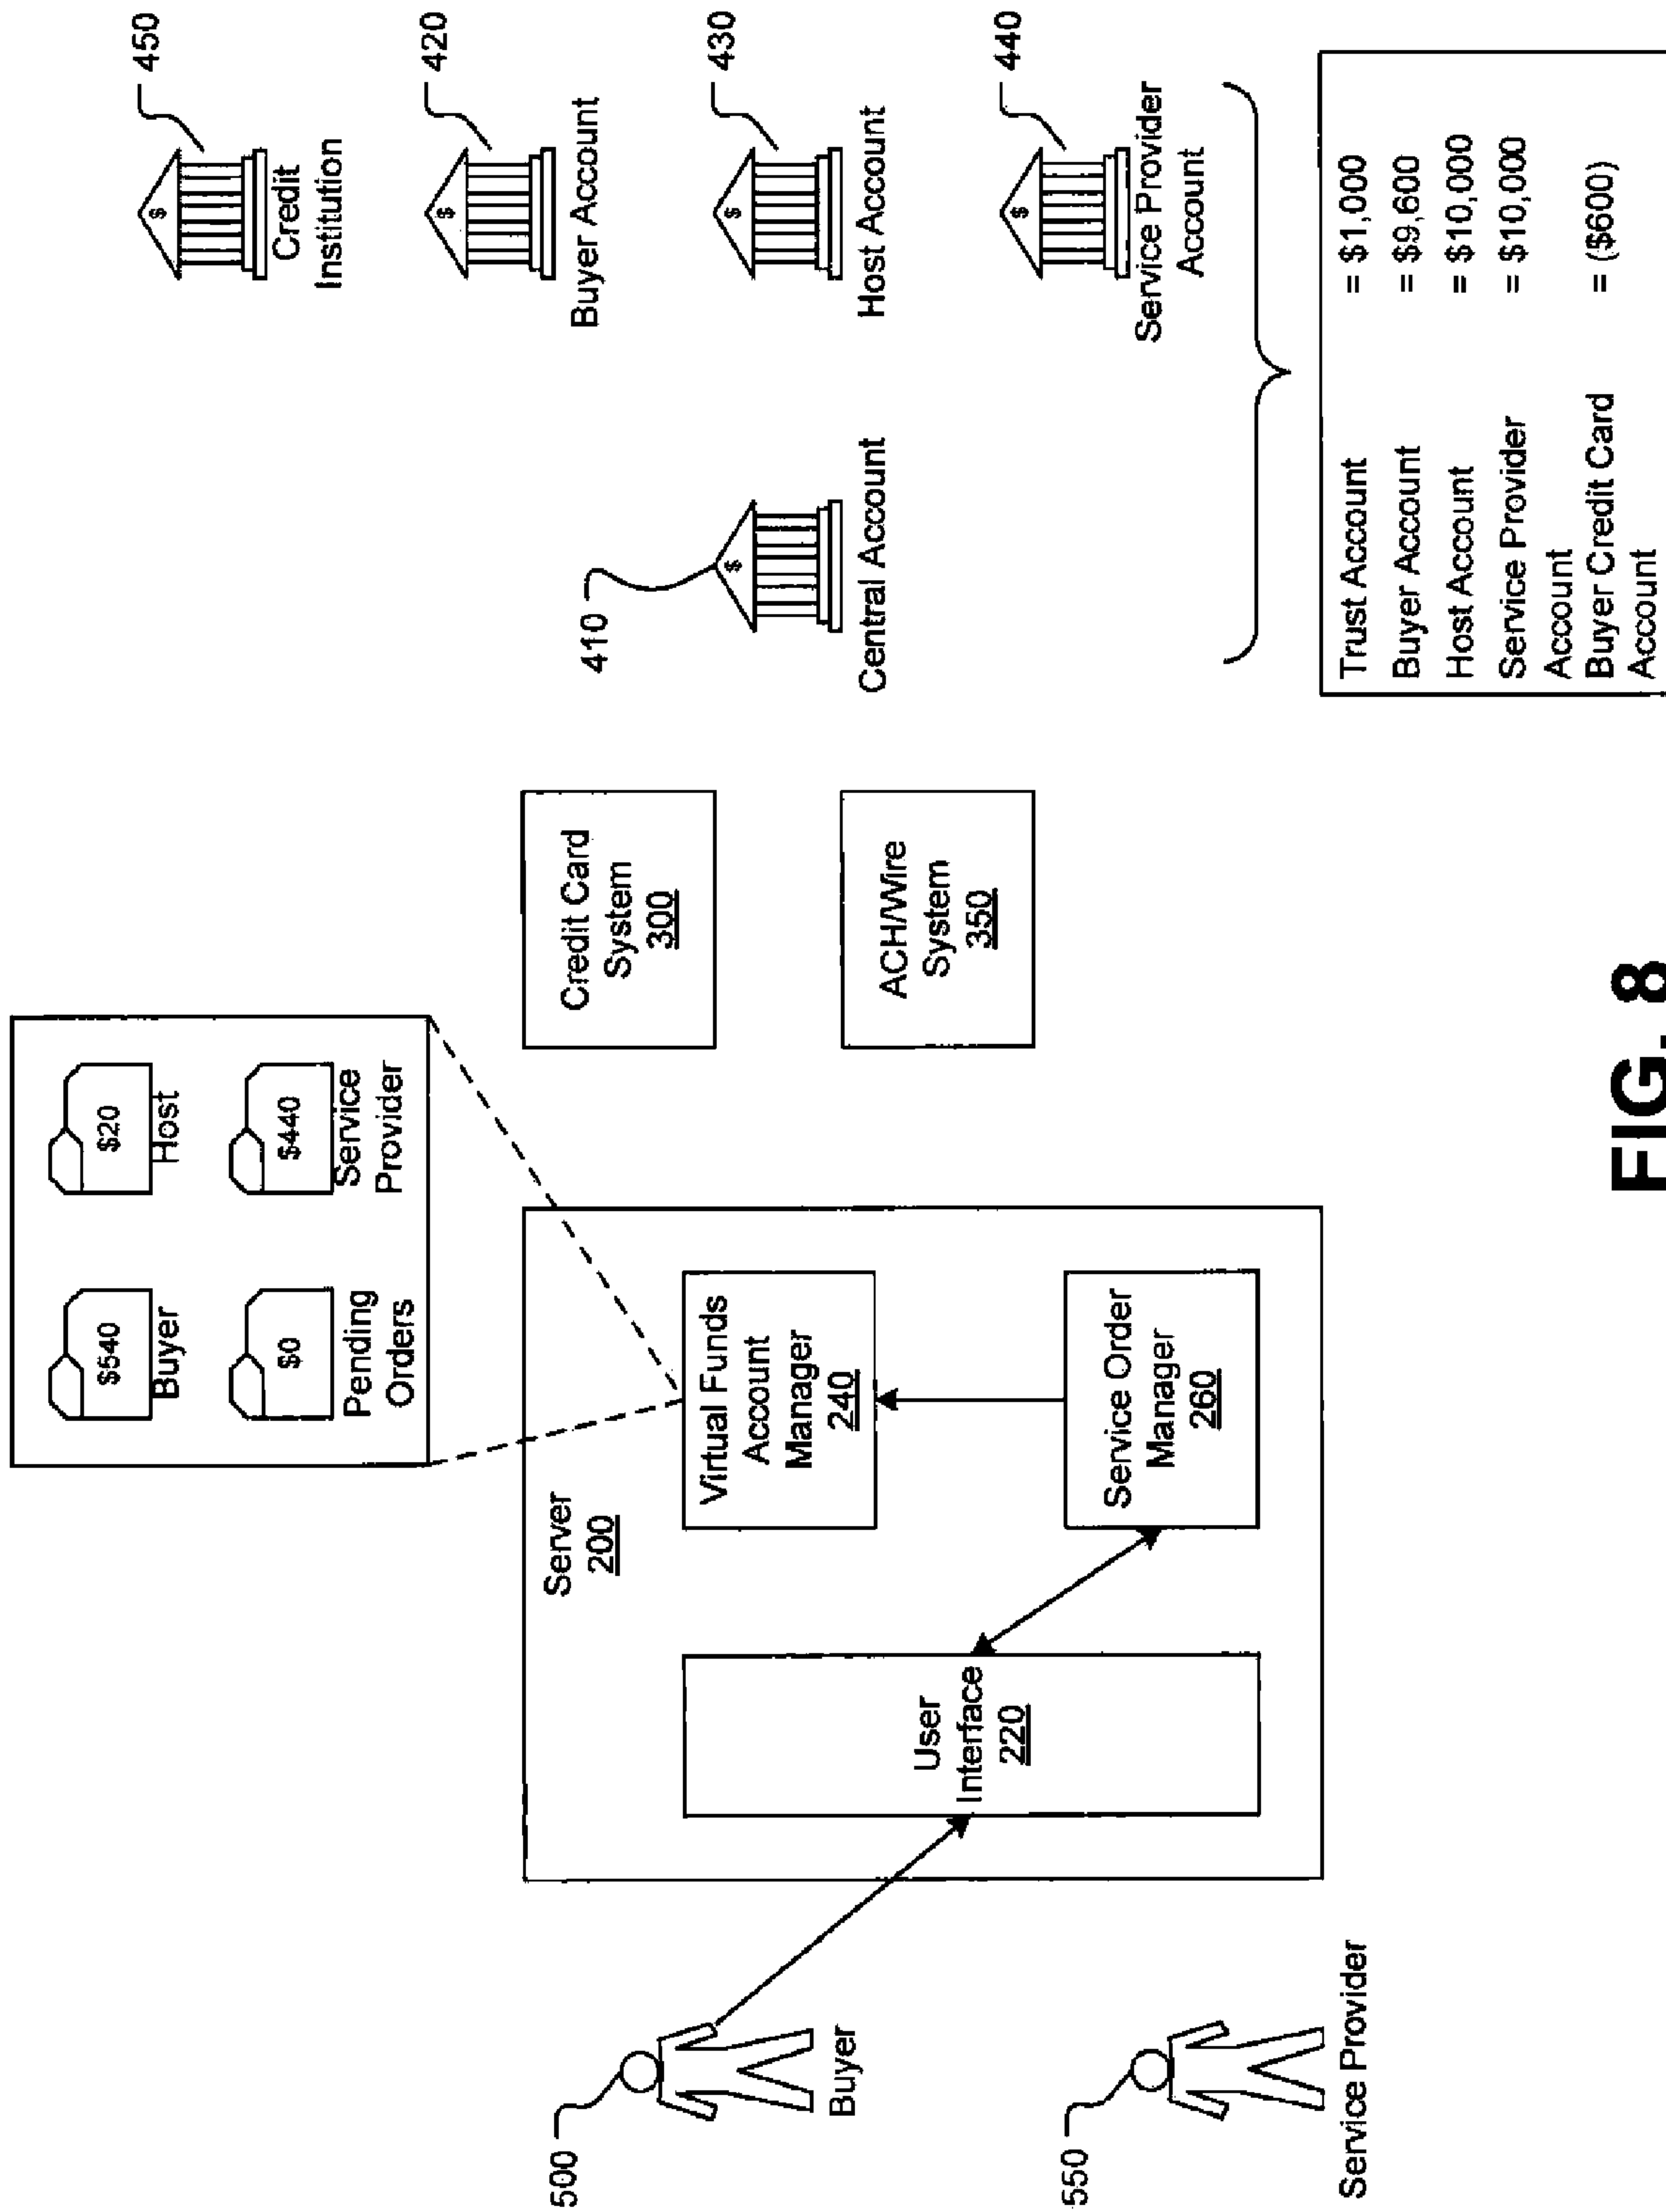 $540
Buyer
$20
Host
$0
Pending
Orders
$440
Service
Provider
500
Buyer
550
Service Provider
Server
200
User
Interface
220
Virtual Funds
Account
Manager
240
Service Order
Manager
260
Credit Card
System
300
ACH/Wire
System
350
410
$
Central Account
450
$
Credit
Institution
420
$
Buyer Account
430
$
Host Account
440
$
Service Provider
Account
Trust Account = $1,000
Buyer Account = $9,600
Host Account = $10,000
Service Provider = $10,000
Account
Buyer Credit Card = ($600)
Account
FIG. 8